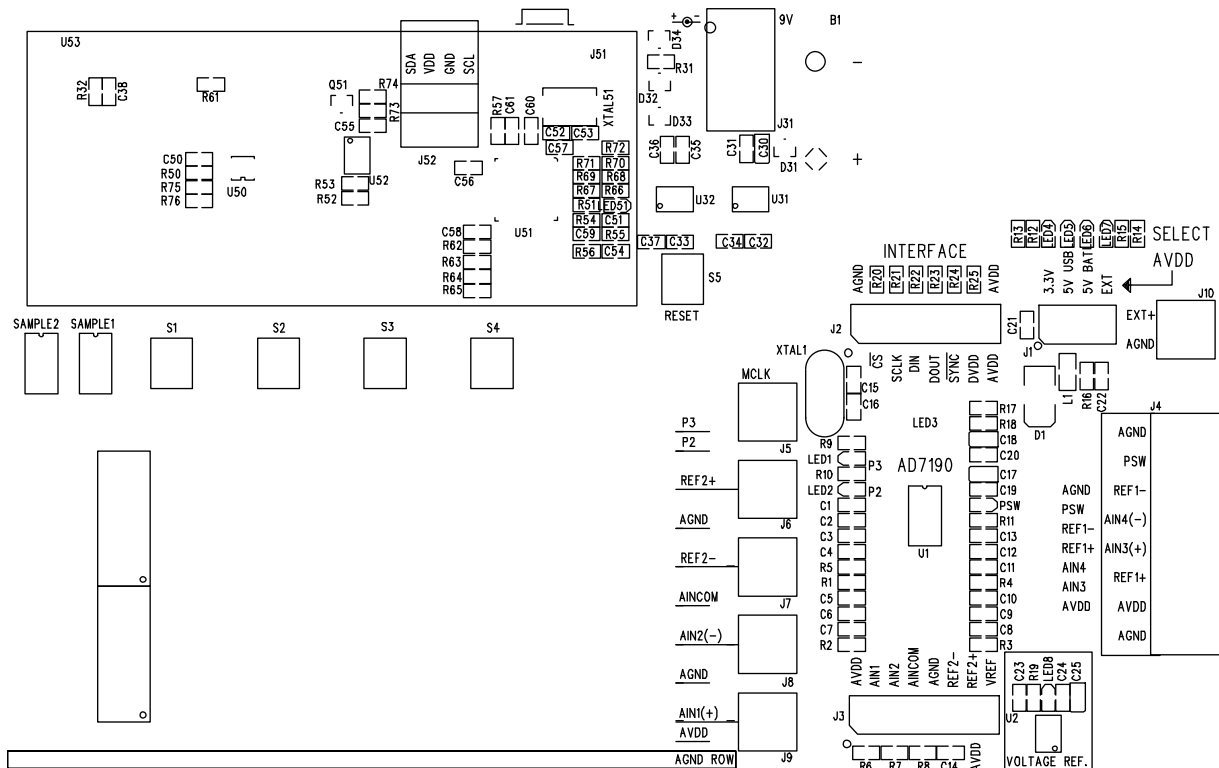 U53
R32
C38
R61
Q51
R74
R73
C55
SDA
VDD
GND
SCL
J52
J51
R57
C61
C60
XTAL51
C52
C53
C57
R72
R71
R70
R69
R68
R67
R66
R51
LED51
R54
C51
C59
R55
R56
C54
C50
R50
R75
R76
U50
U52
R53
R52
C56
U51
C58
R62
R63
R64
R65
+
-
D34
R31
D32
D33
9V
B1
-
+
J31
C36
C35
C31
C30
D31
U32
U31
C37
C33
C34
C32
S5
RESET
SAMPLE2
SAMPLE1
S1
S2
S3
S4
INTERFACE
AGND
R20
R21
R22
R23
R24
R25
AVDD
J2
CS
SCLK
DIN
DOUT
SYNC
DVDD
AVDD
R13
R12
LED4
LED5
LED6
LED7
R15
R14
3.3V
5V USB
5V BAT
EXT
SELECT
AVDD
J10
EXT+
AGND
C21
J1
L1
R16
C22
D1
XTAL1
C15
C16
MCLK
J5
P3
P2
REF2+
AGND
J6
REF2-
AINCOM
J7
AIN2(-)
AGND
J8
AIN1(+)
AVDD
J9
AGND ROW
R9
LED1
P3
R10
LED2
P2
C1
C2
C3
C4
R5
R1
C5
C6
C7
R2
LED3
AD7190
U1
R17
R18
C18
C20
C17
C19
PSW
R11
C13
C12
C11
R4
C10
C9
C8
R3
AVDD
AIN1
AIN2
AINCOM
AGND
REF2-
REF2+
VREF
J3
R6
R7
R8
C14
AVDD
AGND
PSW
REF1-
REF1+
AIN4
AIN3
AVDD
J4
AGND
PSW
REF1-
AIN4(-)
AIN3(+)
REF1+
AVDD
AGND
C23
R19
LED8
C24
C25
U2
VOLTAGE REF.